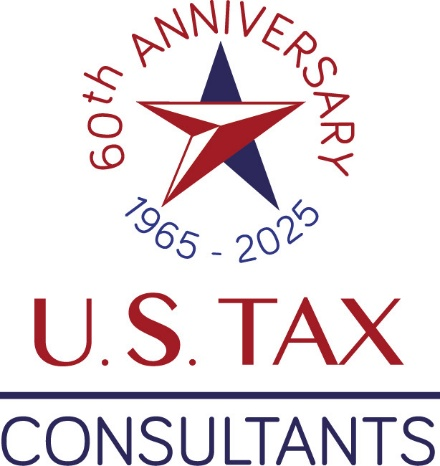 60th ANNIVERSARY
1965 - 2025
U.S. TAX
CONSULTANTS